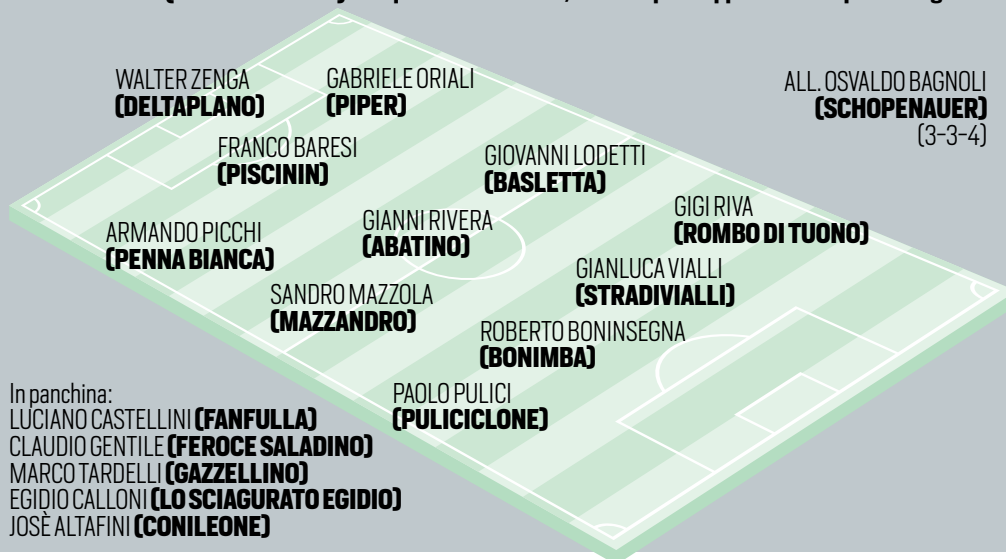 WALTER ZENGA
(DELTAPLANO)
GABRIELE ORIALI
(PIPER)
ALL. OSVALDO BAGNOLI
(SCHOPENAUER)
(3-3-4)
FRANCO BARESI
(PISCININ)
GIOVANNI LODETTI
(BASLETTA)
ARMANDO PICCHI
(PENNA BIANCA)
GIANNI RIVERA
(ABATINO)
GIGI RIVA
(ROMBO DI TUONO)
SANDRO MAZZOLA
(MAZZANDRO)
GIANLUCA VIALLI
(STRADIVIALLI)
ROBERTO BONINSEGNA
(BONIMBA)
PAOLO PULICI
(PULICICLONE)
In panchina:
LUCIANO CASTELLINI (FANFULLA)
CLAUDIO GENTILE (FEROCE SALADINO)
MARCO TARDELLI (GAZZELLINO)
EGIDIO CALLONI (LO SCIAGURATO EGIDIO)
JOSÈ ALTAFINI (CONILEONE)